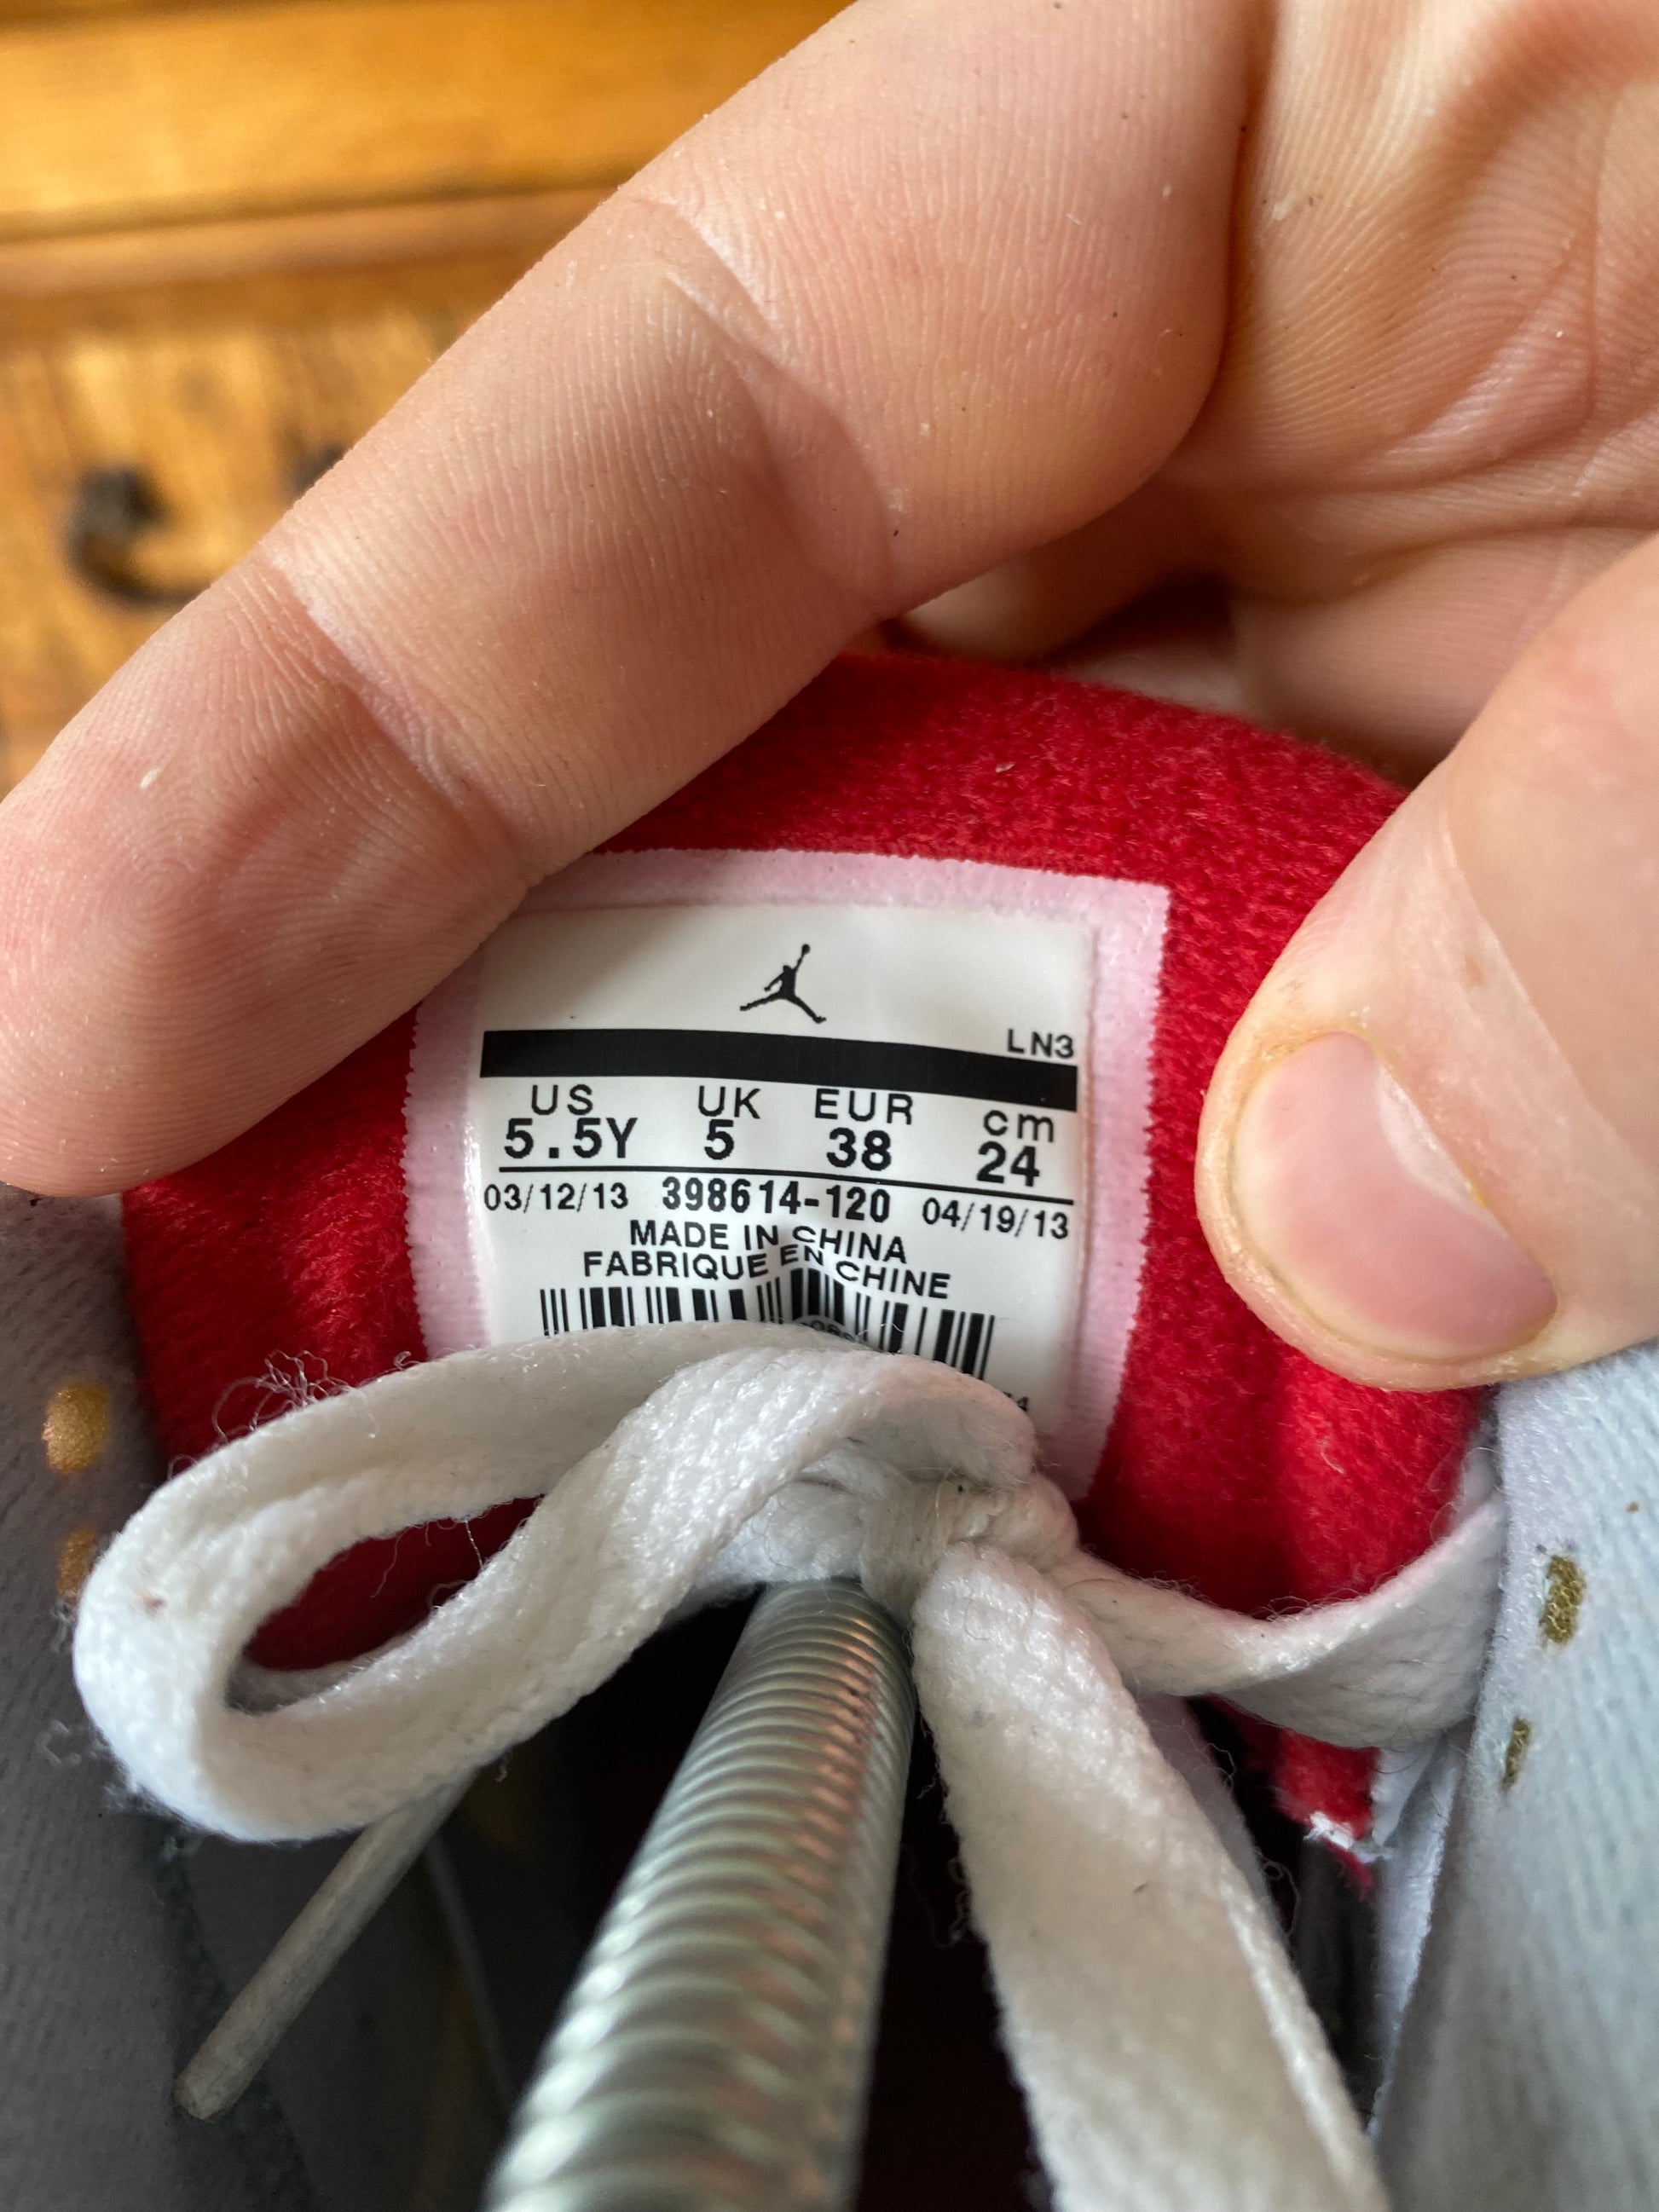 LN3
US UK EUR cm
5.5Y 5 38 24
03/12/13 398614-120 04/19/13
MADE IN CHINA
FABRIQUE EN CHINE